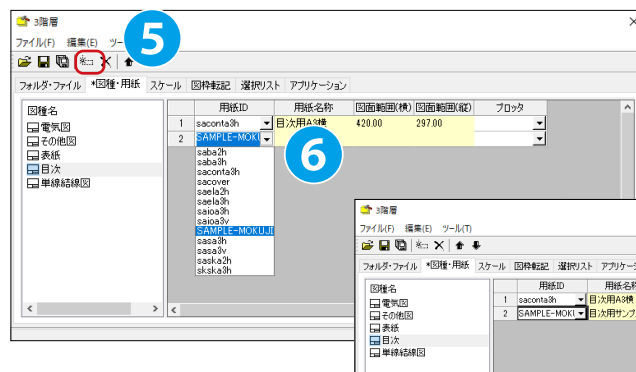 3階層
ファイル(F) 編集(E) ツー
5
フォルダ・ファイル *図種・用紙 スケール 図枠転記 選択リスト アプリケーション
図種名
電気図
その他図
表紙
目次
単線結線図
用紙ID 用紙名称 図面範囲(横) 図面範囲(縦) プロッタ
1 saconta3h 目次用A3横 420.00 297.00
2 SAMPLE-MOKU
6
saba2h
saba3h
saconta3h
sacover
saela2h
saela3h
saioa3h
saioa3v
SAMPLE-MOKUJI
sasa3h
sasa3v
saska2h
skska3h
3階層
ファイル(F) 編集(E) ツール(T)
フォルダ・ファイル *図種・用紙 スケール 図枠転記 選択リスト アプリケーシ
図種名
電気図
その他図
表紙
目次
単線結線図
用紙ID 用紙名称
1 saconta3h 目次用A3横
2 SAMPLE-MOKU 目次用サンプ